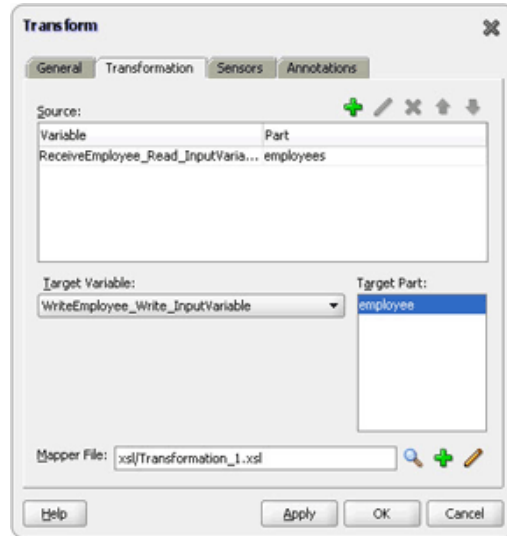 Transform
General Transformation Sensors Annotations
Source:
Variable Part
ReceiveEmployee_Read_InputVaria... employees
Target Variable: Target Part:
WriteEmployee_Write_InputVariable employee
Mapper File: xsl/Transformation_1.xsl
Help Apply OK Cancel